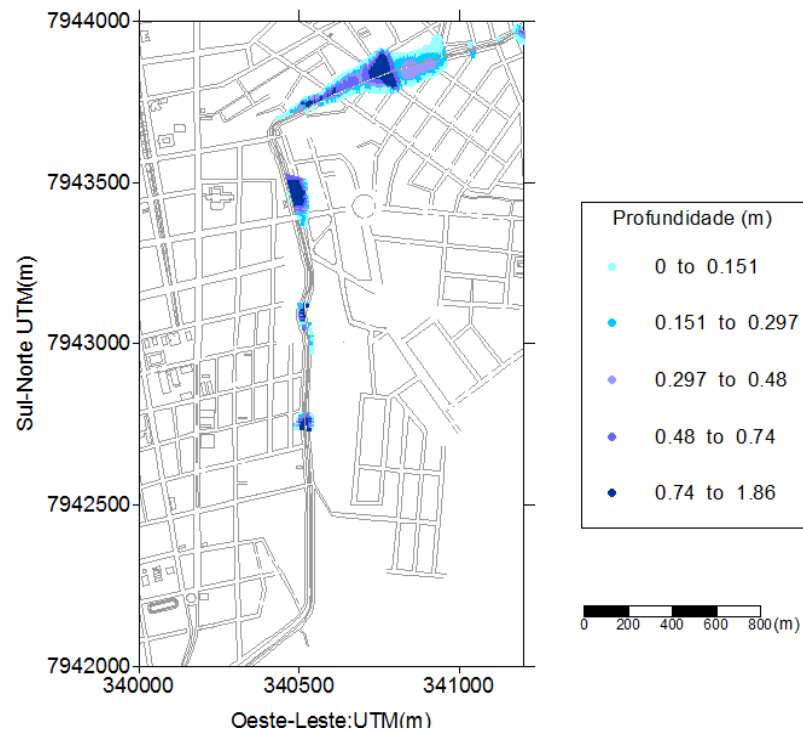 7944000
7943500
7943000
7942500
7942000
Sul-Norte UTM(m)
340000 340500 341000
Oeste-Leste:UTM(m)
Profundidade (m)
0 to 0.151
0.151 to 0.297
0.297 to 0.48
0.48 to 0.74
0.74 to 1.86
0 200 400 600 800(m)